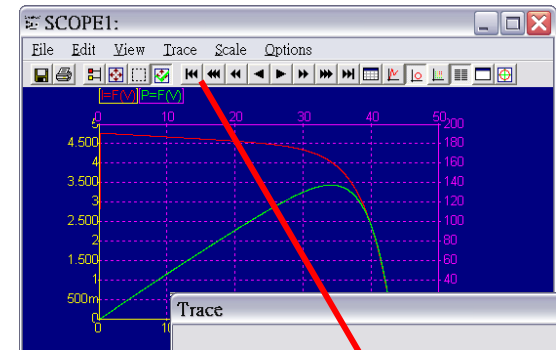 SCOPE1:
File Edit View Trace Scale Options
I=F(V) P=F(V)
0 10 20 30 40 50
5 200
4.500 180
4 160
3.500 140
3 120
2.500 100
2 80
1.500 60
1 40
500m
0
0 10
Trace